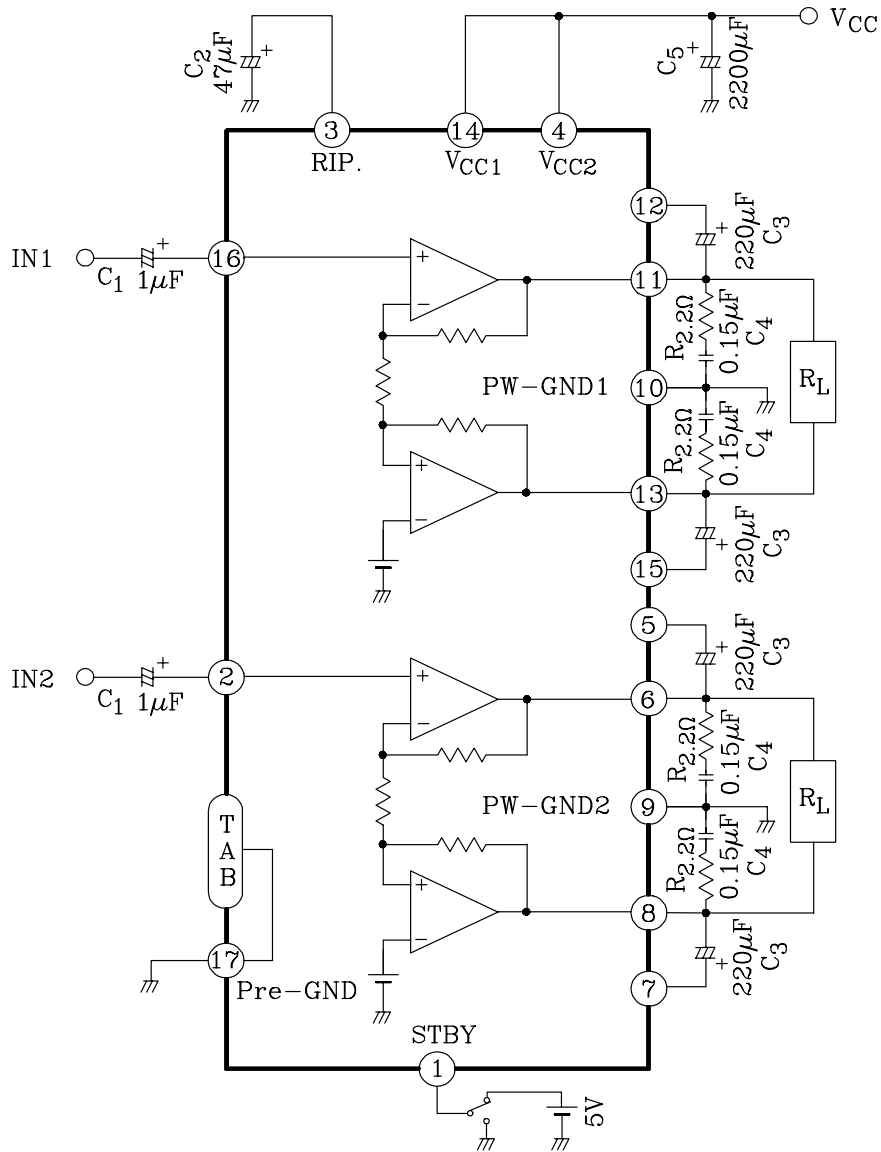 VCC
C2
47μF
+
C5
+
2200μF
3
14
4
RIP.
VCC1
VCC2
12
+
220μF
C3
IN1
+
C1 1μF
16
+
−
11
R2.2Ω
0.15μF
C4
PW-GND1
10
RL
R2.2Ω
0.15μF
C4
+
−
13
+
220μF
C3
15
5
+
220μF
C3
IN2
+
C1 1μF
2
+
−
6
R2.2Ω
0.15μF
C4
PW-GND2
9
RL
R2.2Ω
0.15μF
C4
TAB
+
−
8
+
220μF
C3
17
Pre-GND
7
STBY
1
5V